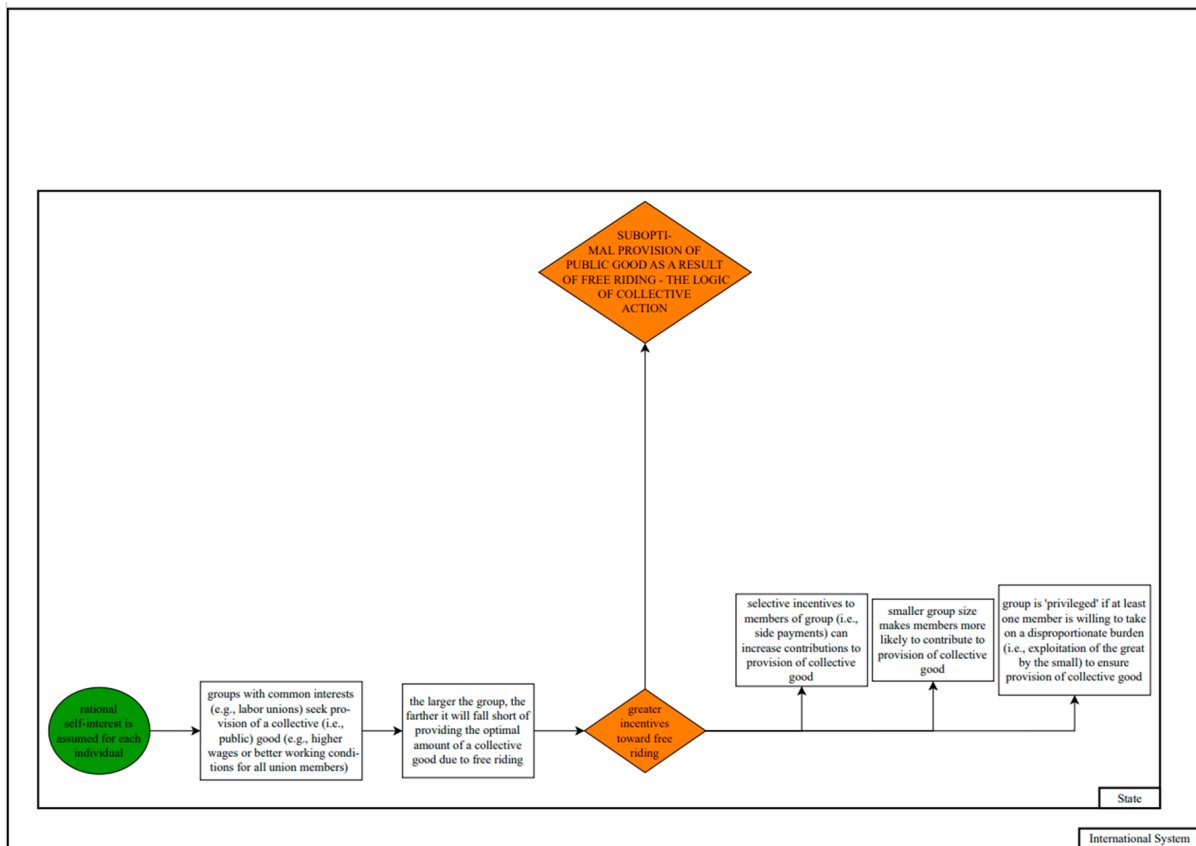 SUBOPTI-
MAL PROVISION OF
PUBLIC GOOD AS A RESULT
OF FREE RIDING - THE LOGIC
OF COLLECTIVE
ACTION
rational
self-interest is
assumed for each
individual
groups with common interests
(e.g., labor unions) seek pro-
vision of a collective (i.e.,
public) good (e.g., higher
wages or better working condi-
tions for all union members)
the larger the group, the
farther it will fall short of
providing the optimal
amount of a collective
good due to free riding
greater
incentives
toward free
riding
selective incentives to
members of group (i.e.,
side payments) can
increase contributions to
provision of collective
good
smaller group size
makes members more
likely to contribute to
provision of collective
good
group is 'privileged' if at least
one member is willing to take
on a disproportionate burden
(i.e., exploitation of the great
by the small) to ensure
provision of collective good
State
International System